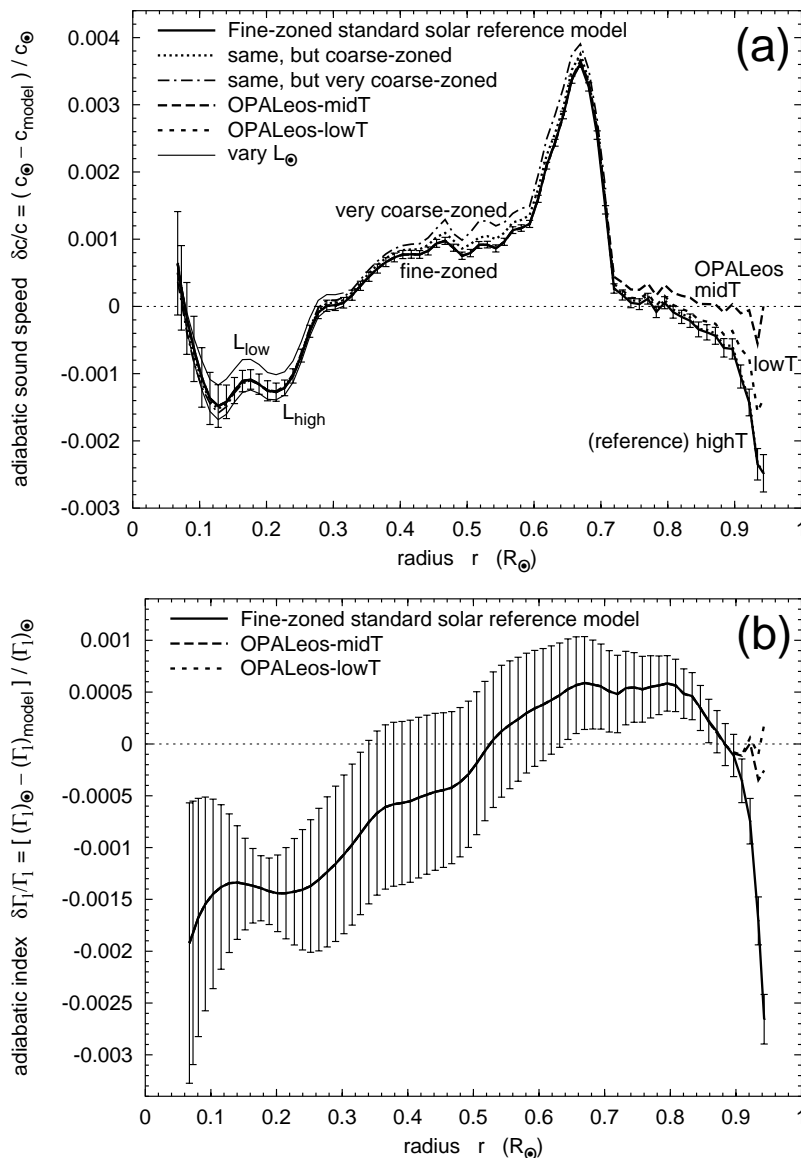 (a)
Fine-zoned standard solar reference model
same, but coarse-zoned
same, but very coarse-zoned
OPALeos-midT
OPALeos-lowT
vary L☉
adiabatic sound speed δc/c = ( c☉ − c_model ) / c☉
0.004
0.003
0.002
0.001
0
-0.001
-0.002
-0.003
very coarse-zoned
fine-zoned
L_low
L_high
OPALeos
midT
lowT
(reference) highT
0 0.1 0.2 0.3 0.4 0.5 0.6 0.7 0.8 0.9 1
radius r (R☉)
(b)
Fine-zoned standard solar reference model
OPALeos-midT
OPALeos-lowT
adiabatic index δΓ₁/Γ₁ = [ (Γ₁)☉ − (Γ₁)_model ] / (Γ₁)☉
0.001
0.0005
0
-0.0005
-0.001
-0.0015
-0.002
-0.0025
-0.003
0 0.1 0.2 0.3 0.4 0.5 0.6 0.7 0.8 0.9 1
radius r (R☉)